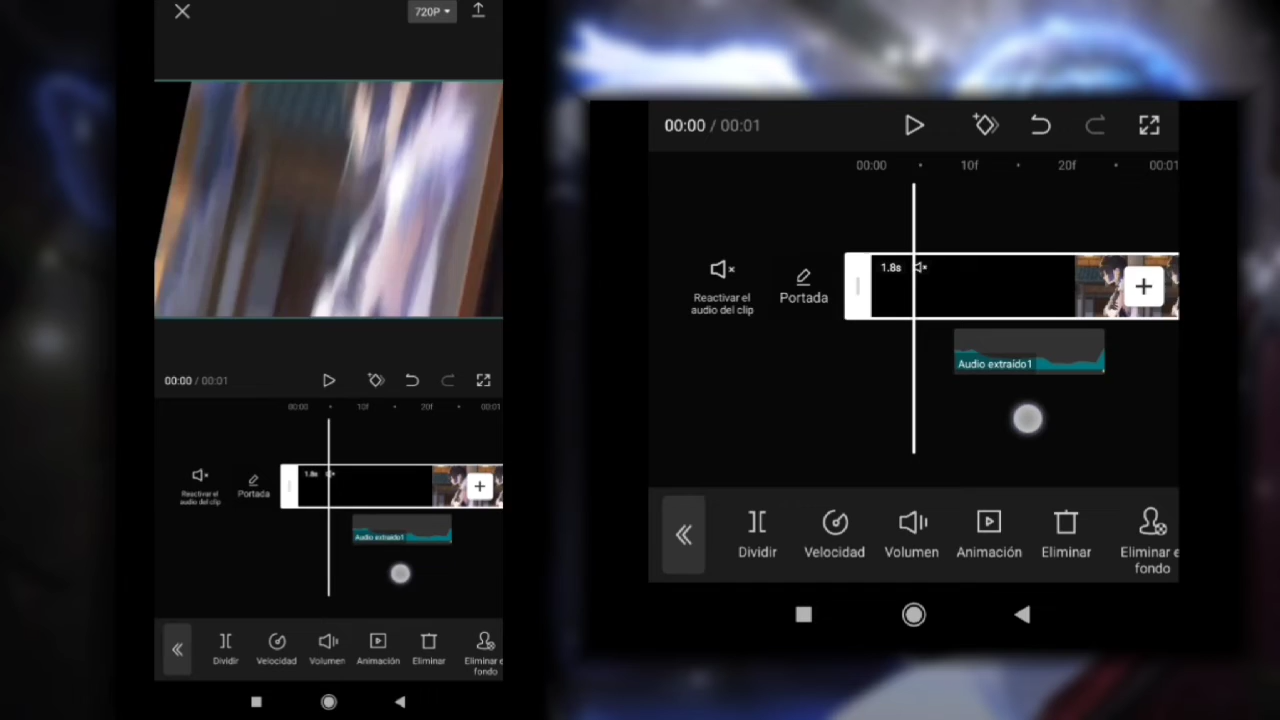 720P
00:00 / 00:01
00:00
10f
20f
00:01
1.8s
Reactivar el
audio del clip
Portada
Audio extraído1
Dividir
Velocidad
Volumen
Animación
Eliminar
Eliminar e
fondo
00:00 / 00:01
00:00
10f
20f
00:01
1.8s
Reactivar el
audio del clip
Portada
Audio extraído1
Dividir
Velocidad
Volumen
Animación
Eliminar
Eliminar e
fondo